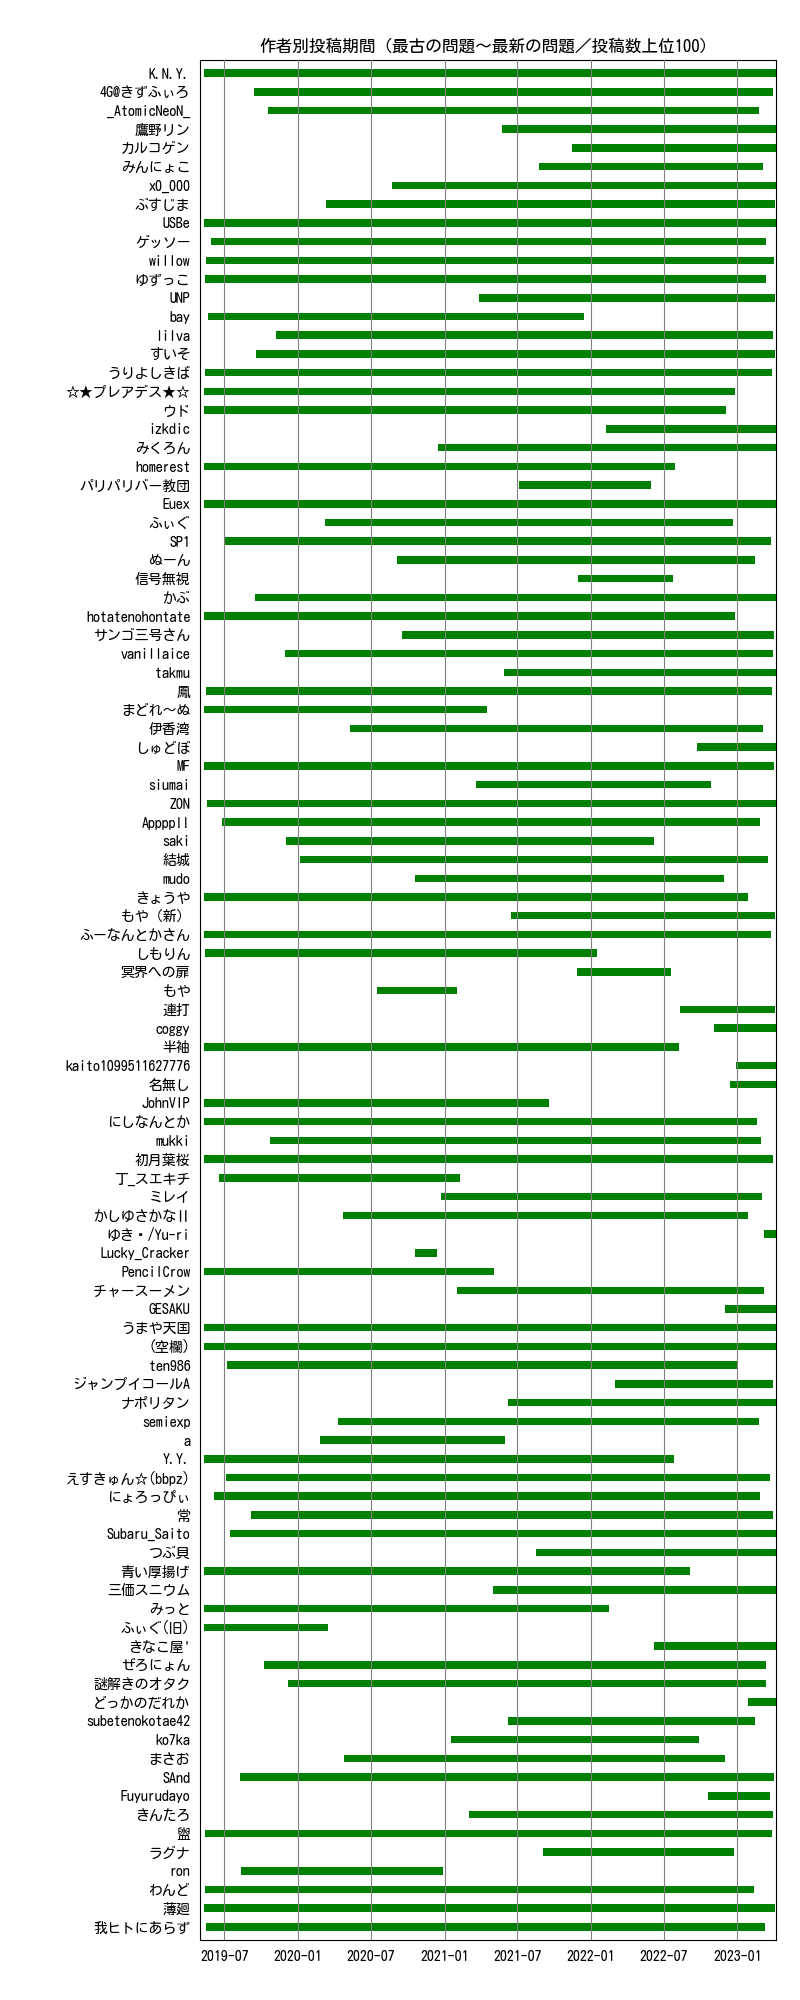 作者別投稿期間（最古の問題～最新の問題／投稿数上位100）
K.N.Y.
4G@きずふぃろ
_AtomicNeoN_
鷹野リン
カルコゲン
みんにょこ
x0_000
ぶすじま
USBe
ゲッソー
willow
ゆずっこ
UNP
bay
lilva
すいそ
うりよしきば
☆★プレアデス★☆
ウド
izkdic
みくろん
homerest
パリパリバー教団
Euex
ふぃぐ
SP1
ぬーん
信号無視
かぶ
hotatenohontate
サンゴ三号さん
vanillaice
takmu
鳳
まどれ～ぬ
伊香湾
しゅどぼ
MF
siumai
ZON
Appppll
saki
結城
mudo
きょうや
もや（新）
ふーなんとかさん
しもりん
冥界への扉
もや
連打
coggy
半袖
kaito1099511627776
名無し
JohnVIP
にしなんとか
mukki
初月葉桜
丁_スエキチ
ミレイ
かしゆさかなII
ゆき・/Yu-ri
Lucky_Cracker
PencilCrow
チャースーメン
GESAKU
うまや天国
(空欄)
ten986
ジャンプイコールA
ナポリタン
semiexp
a
Y.Y.
えすきゅん☆(bbpz)
にょろっぴぃ
常
Subaru_Saito
つぶ貝
青い厚揚げ
三価スニウム
みっと
ふぃぐ(旧)
きなこ屋'
ぜろにょん
謎解きのオタク
どっかのだれか
subetenokotae42
ko7ka
まさお
SAnd
Fuyurudayo
きんたろ
盥
ラグナ
ron
わんど
薄廻
我ヒトにあらず
2019-07 2020-01 2020-07 2021-01 2021-07 2022-01 2022-07 2023-01